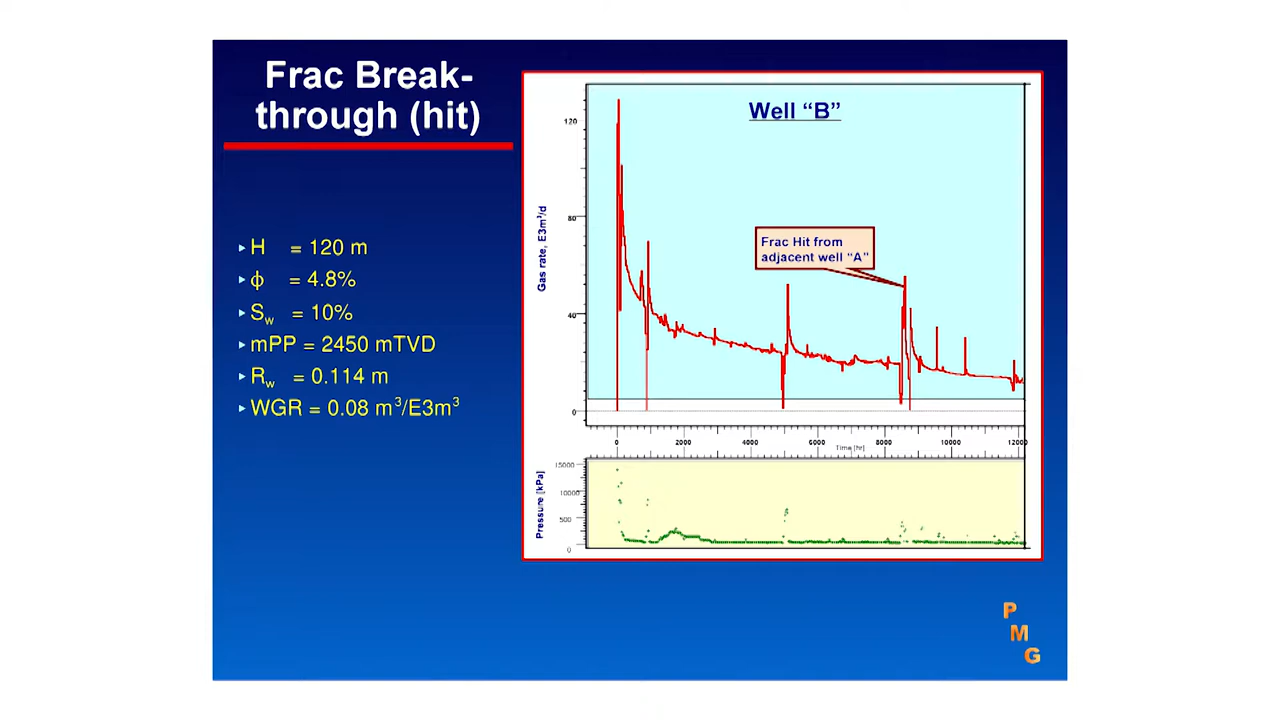 Frac Break-
through (hit)
H = 120 m
ϕ = 4.8%
Sw = 10%
mPP = 2450 mTVD
Rw = 0.114 m
WGR = 0.08 m³/E3m³
Well “B”
Frac Hit from
adjacent well “A”
Gas rate, E3m³/d
120
80
40
0
0 2000 4000 6000 8000 10000 12000
Time [hr]
Pressure [kPa]
15000
10000
500
0
P
M
G